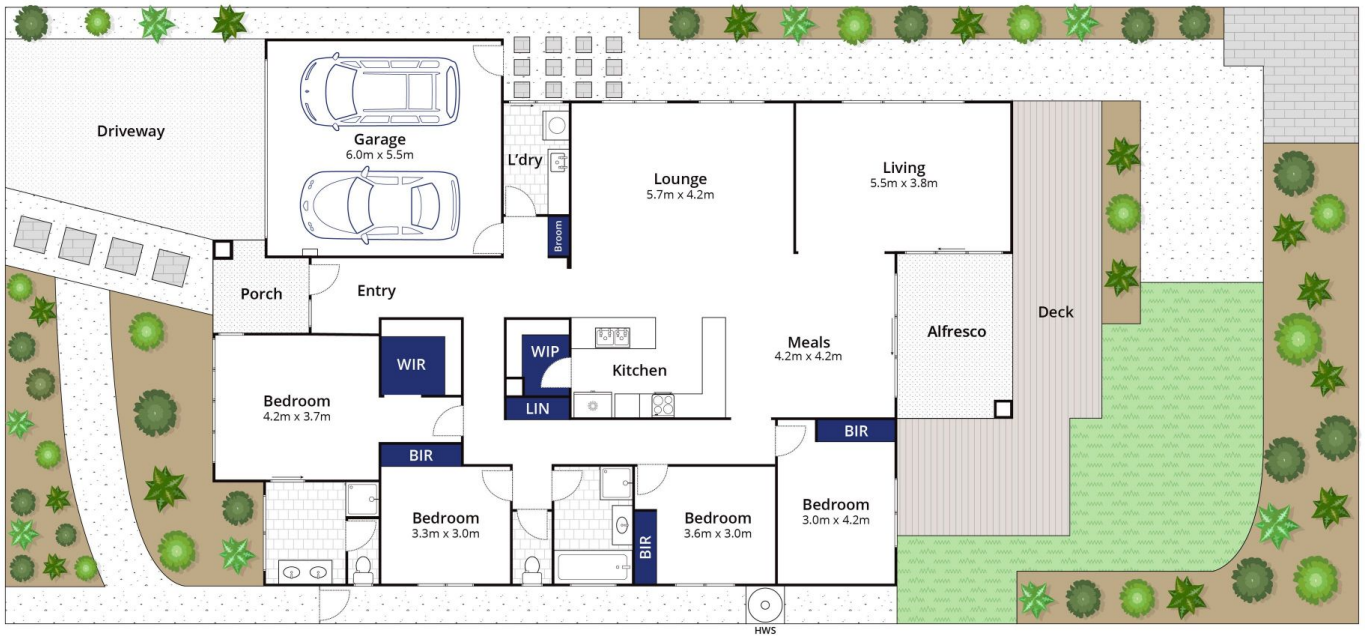 Driveway
Garage
6.0m x 5.5m
L'dry
Broom
Lounge
5.7m x 4.2m
Living
5.5m x 3.8m
Porch
Entry
WIR
WIP
LIN
Kitchen
Meals
4.2m x 4.2m
Alfresco
Deck
Bedroom
4.2m x 3.7m
BIR
Bedroom
3.3m x 3.0m
BIR
Bedroom
3.6m x 3.0m
BIR
Bedroom
3.0m x 4.2m
HWS